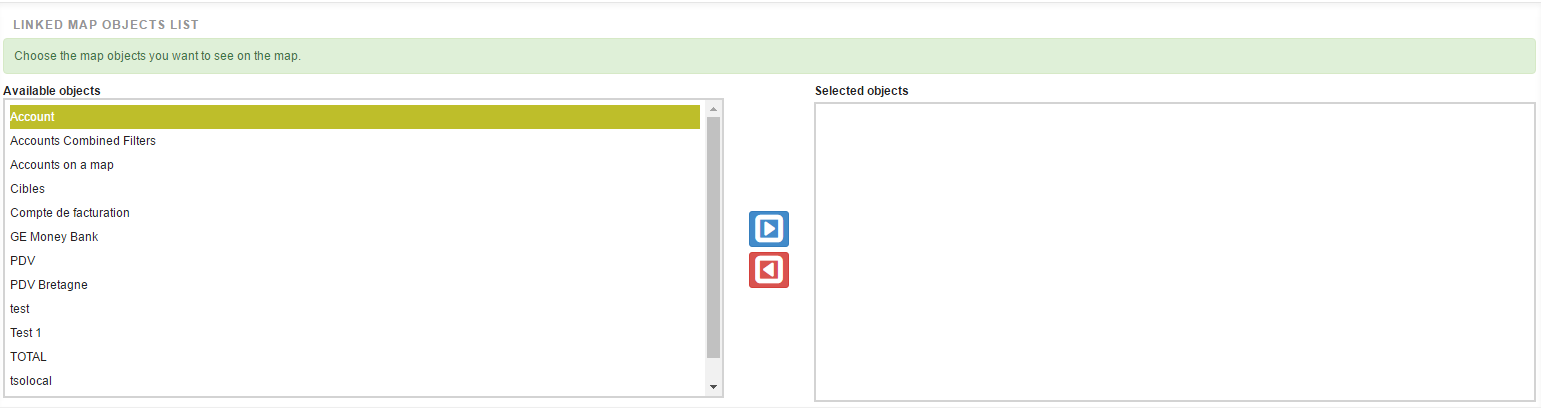 LINKED MAP OBJECTS LIST
Choose the map objects you want to see on the map.
Available objects
Account
Accounts Combined Filters
Accounts on a map
Cibles
Compte de facturation
GE Money Bank
PDV
PDV Bretagne
test
Test 1
TOTAL
tsolocal
Selected objects